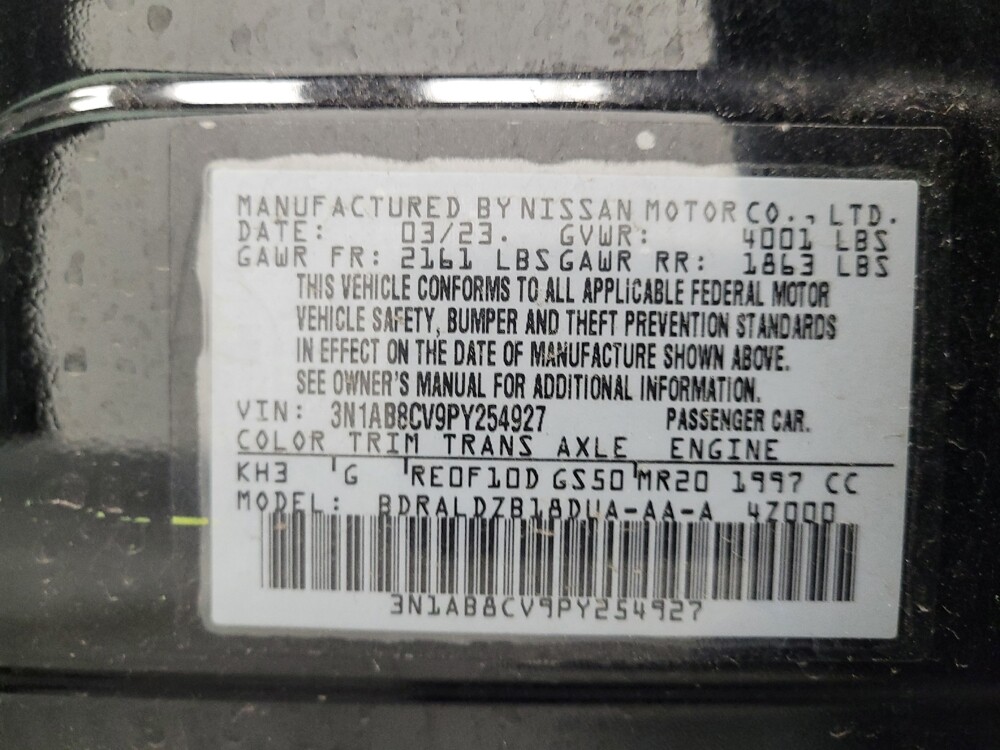 MANUFACTURED BY NISSAN MOTOR CO., LTD.
DATE: 03/23. GVWR: 4001 LBS
GAWR FR: 2161 LBS GAWR RR: 1863 LBS
THIS VEHICLE CONFORMS TO ALL APPLICABLE FEDERAL MOTOR
VEHICLE SAFETY, BUMPER AND THEFT PREVENTION STANDARDS
IN EFFECT ON THE DATE OF MANUFACTURE SHOWN ABOVE.
SEE OWNER'S MANUAL FOR ADDITIONAL INFORMATION.
VIN: 3N1AB8CV9PY254927 PASSENGER CAR.
COLOR TRIM TRANS AXLE ENGINE
KH3 G RE0F10D GS50 MR20 1997 CC
MODEL: BDRALDZB18DUA-AA-A 4Z000
3N1AB8CV9PY254927